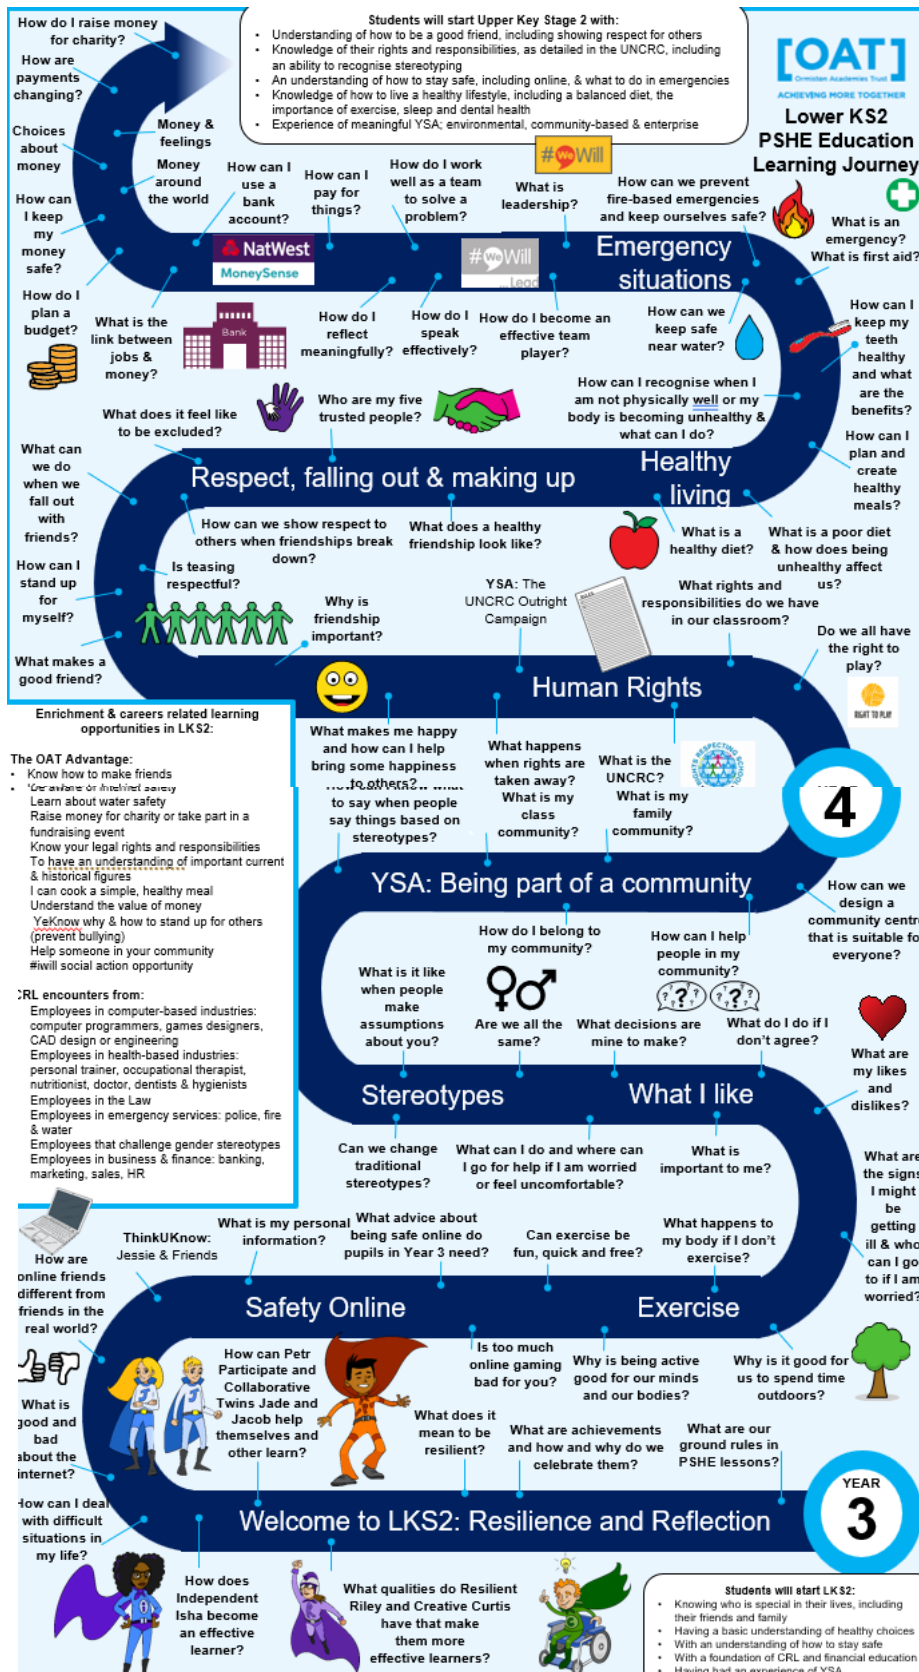 How do I raise money
for charity?
How are
payments
changing?
Choices
about
money
How can
I keep
my
money
safe?
How do I
plan a
budget?
Money &
feelings
Money
around
the world
What is the
link between
jobs &
money?
How can I
use a
bank
account?
How can I
pay for
things?
How do I work
well as a team
to solve a
problem?
What is
leadership?
How can we prevent
fire-based emergencies
and keep ourselves safe?
Students will start Upper Key Stage 2 with:
• Understanding of how to be a good friend, including showing respect for others
• Knowledge of their rights and responsibilities, as detailed in the UNCRC, including
an ability to recognise stereotyping
• An understanding of how to stay safe, including online, & what to do in emergencies
• Knowledge of how to live a healthy lifestyle, including a balanced diet, the
importance of exercise, sleep and dental health
• Experience of meaningful YSA; environmental, community-based & enterprise
[OAT]
Ormiston Academies Trust
ACHIEVING MORE TOGETHER
Lower KS2
PSHE Education
Learning Journey
#WeWill
What is an
emergency?
What is first aid?
NatWest
MoneySense
#WeWill
...Lead
Emergency
situations
Bank
How do I
reflect
meaningfully?
How do I
speak
effectively?
How do I become an
effective team
player?
How can we
keep safe
near water?
How can I
keep my
teeth
healthy
and what
are the
benefits?
How can I recognise when I
am not physically well or my
body is becoming unhealthy &
what can I do?
How can I
plan and
create
healthy
meals?
What does it feel like
to be excluded?
Who are my five
trusted people?
What can
we do
when we
fall out
with
friends?
Respect, falling out & making up
Healthy
living
How can we show respect to
others when friendships break
down?
What does a healthy
friendship look like?
What is a
healthy diet?
What is a poor diet
& how does being
unhealthy affect
us?
How can I
stand up
for
myself?
Is teasing
respectful?
Why is
friendship
important?
What makes a
good friend?
YSA: The
UNCRC Outright
Campaign
What rights and
responsibilities do we have
in our classroom?
Do we all have
the right to
play?
RIGHT TO PLAY
Human Rights
What makes me happy
and how can I help
bring some happiness
to others?
What happens
when rights are
taken away?
What is the
UNCRC?
RIGHTS RESPECTING SCHOOL
Enrichment & careers related learning
opportunities in LKS2:
The OAT Advantage:
• Know how to make friends
• Be aware of internet safety
Learn about water safety
Raise money for charity or take part in a
fundraising event
Know your legal rights and responsibilities
To have an understanding of important current
& historical figures
I can cook a simple, healthy meal
Understand the value of money
YeKnow why & how to stand up for others
(prevent bullying)
Help someone in your community
#iwill social action opportunity
CRL encounters from:
Employees in computer-based industries:
computer programmers, games designers,
CAD design or engineering
Employees in health-based industries:
personal trainer, occupational therapist,
nutritionist, doctor, dentists & hygienists
Employees in the Law
Employees in emergency services: police, fire
& water
Employees that challenge gender stereotypes
Employees in business & finance: banking,
marketing, sales, HR
4
to say when people
say things based on
stereotypes?
What is my
class
community?
What is my
family
community?
YSA: Being part of a community
How can we
design a
community centre
that is suitable for
everyone?
How do I belong to
my community?
How can I help
people in my
community?
What is it like
when people
make
assumptions
about you?
Are we all the
same?
What decisions are
mine to make?
What do I do if I
don't agree?
What are
my likes
and
dislikes?
Stereotypes
What I like
Can we change
traditional
stereotypes?
What can I do and where can
I go for help if I am worried
or feel uncomfortable?
What is
important to me?
What are
the signs
I might
be
getting
ill & who
can I go
to if I am
worried?
ThinkUKnow:
Jessie & Friends
What is my personal
information?
What advice about
being safe online do
pupils in Year 3 need?
Can exercise be
fun, quick and free?
What happens to
my body if I don't
exercise?
How are
online friends
different from
friends in the
real world?
Safety Online
Exercise
How can Petr
Participate and
Collaborative
Twins Jade and
Jacob help
themselves and
other learn?
Is too much
online gaming
bad for you?
Why is being active
good for our minds
and our bodies?
Why is it good for
us to spend time
outdoors?
What is
good and
bad
about the
internet?
What does it
mean to be
resilient?
What are achievements
and how and why do we
celebrate them?
What are our
ground rules in
PSHE lessons?
YEAR
3
How can I deal
with difficult
situations in
my life?
Welcome to LKS2: Resilience and Reflection
How does
Independent
Isha become
an effective
learner?
What qualities do Resilient
Riley and Creative Curtis
have that make
them more
effective learners?
Students will start LKS2:
• Knowing who is special in their lives, including
their friends and family
• Having a basic understanding of healthy choices
• With an understanding of how to stay safe
• With a foundation of CRL and financial education
• Having had an experience of YSA